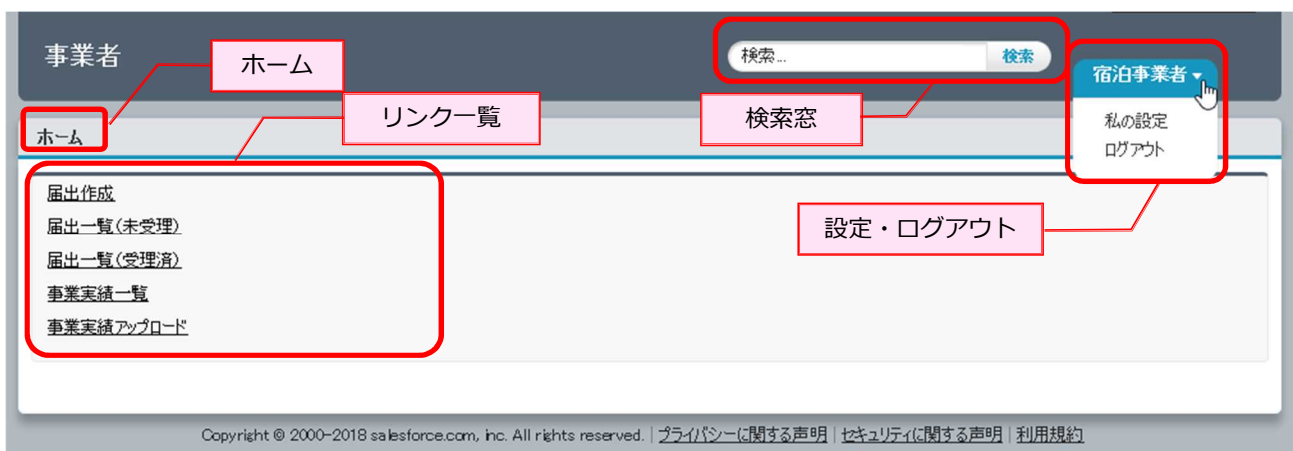 事業者
ホーム
検索...
検索
宿泊事業者
リンク一覧
検索窓
私の設定
ログアウト
ホーム
届出作成
届出一覧(未受理)
届出一覧(受理済)
事業実績一覧
事業実績アップロード
設定・ログアウト
Copyright © 2000-2018 salesforce.com, inc. All rights reserved. | プライバシーに関する声明 | セキュリティに関する声明 | 利用規約